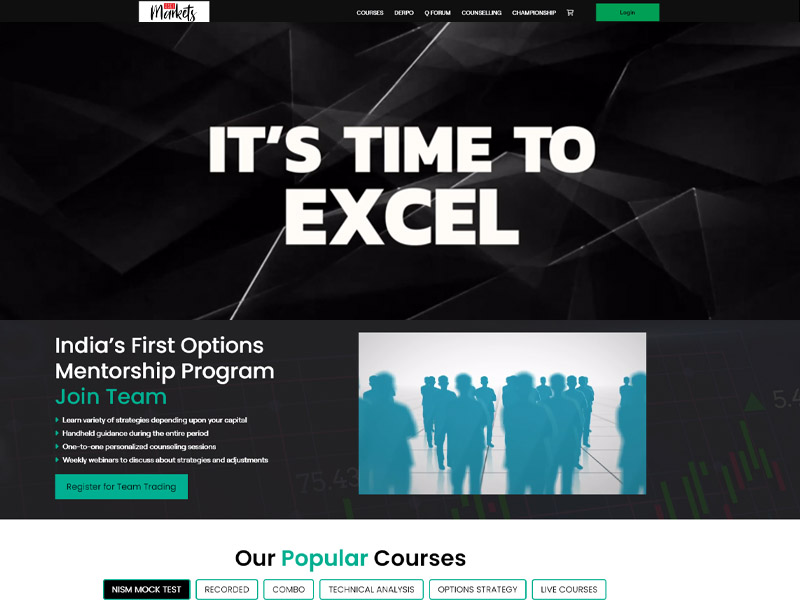 Markets
COURSES DERPO Q FORUM COUNSELLING CHAMPIONSHIP
Login
IT'S TIME TO
EXCEL
India's First Options
Mentorship Program
Join Team
Learn variety of strategies depending upon your capital
Handheld guidance during the entire period
One-to-one personalized counseling sessions
Weekly webinars to discuss about strategies and adjustments
Register for Team Trading
75.43
5.4
Our Popular Courses
NISM MOCK TEST RECORDED COMBO TECHNICAL ANALYSIS OPTIONS STRATEGY LIVE COURSES